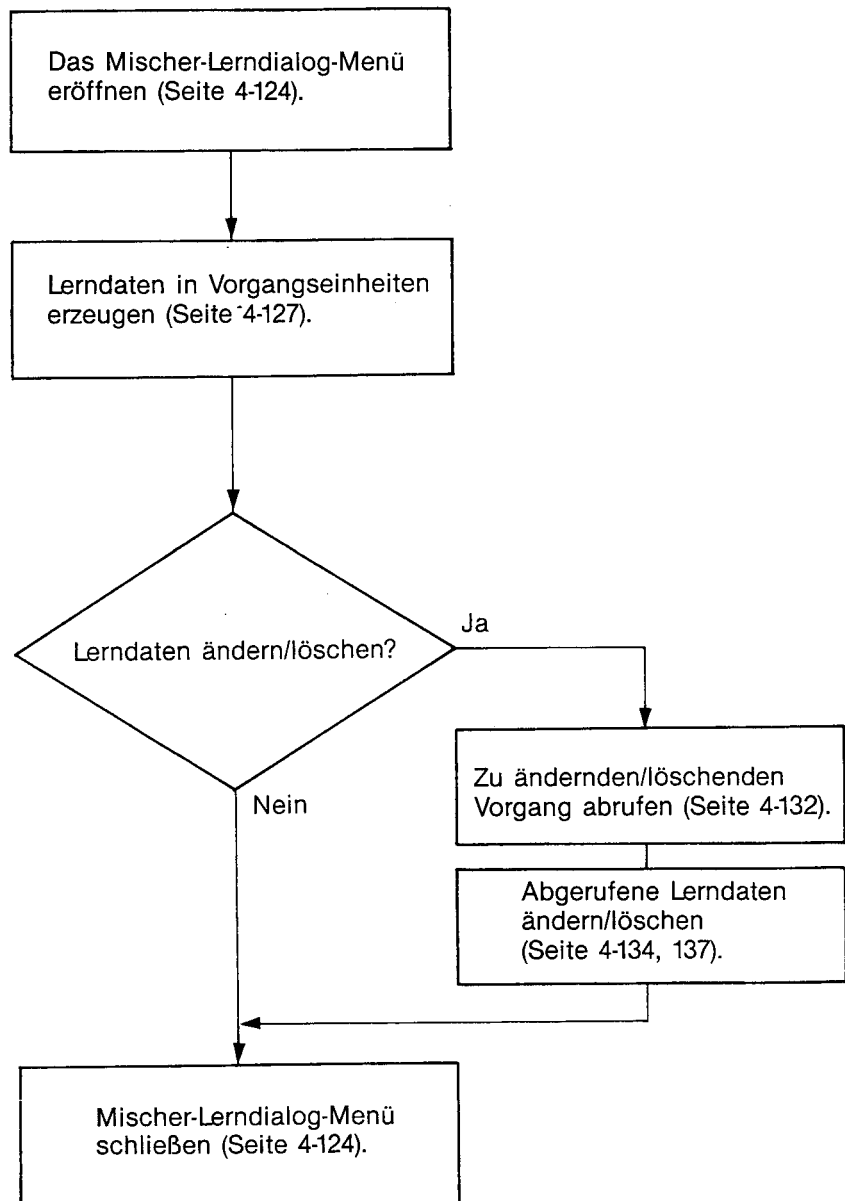 Das Mischer-Lerndialog-Menü
eröffnen (Seite 4-124).
Lerndaten in Vorgangseinheiten
erzeugen (Seite 4-127).
Lerndaten ändern/löschen?
Ja
Nein
Zu ändernden/löschenden
Vorgang abrufen (Seite 4-132).
Abgerufene Lerndaten
ändern/löschen
(Seite 4-134, 137).
Mischer-Lerndialog-Menü
schließen (Seite 4-124).